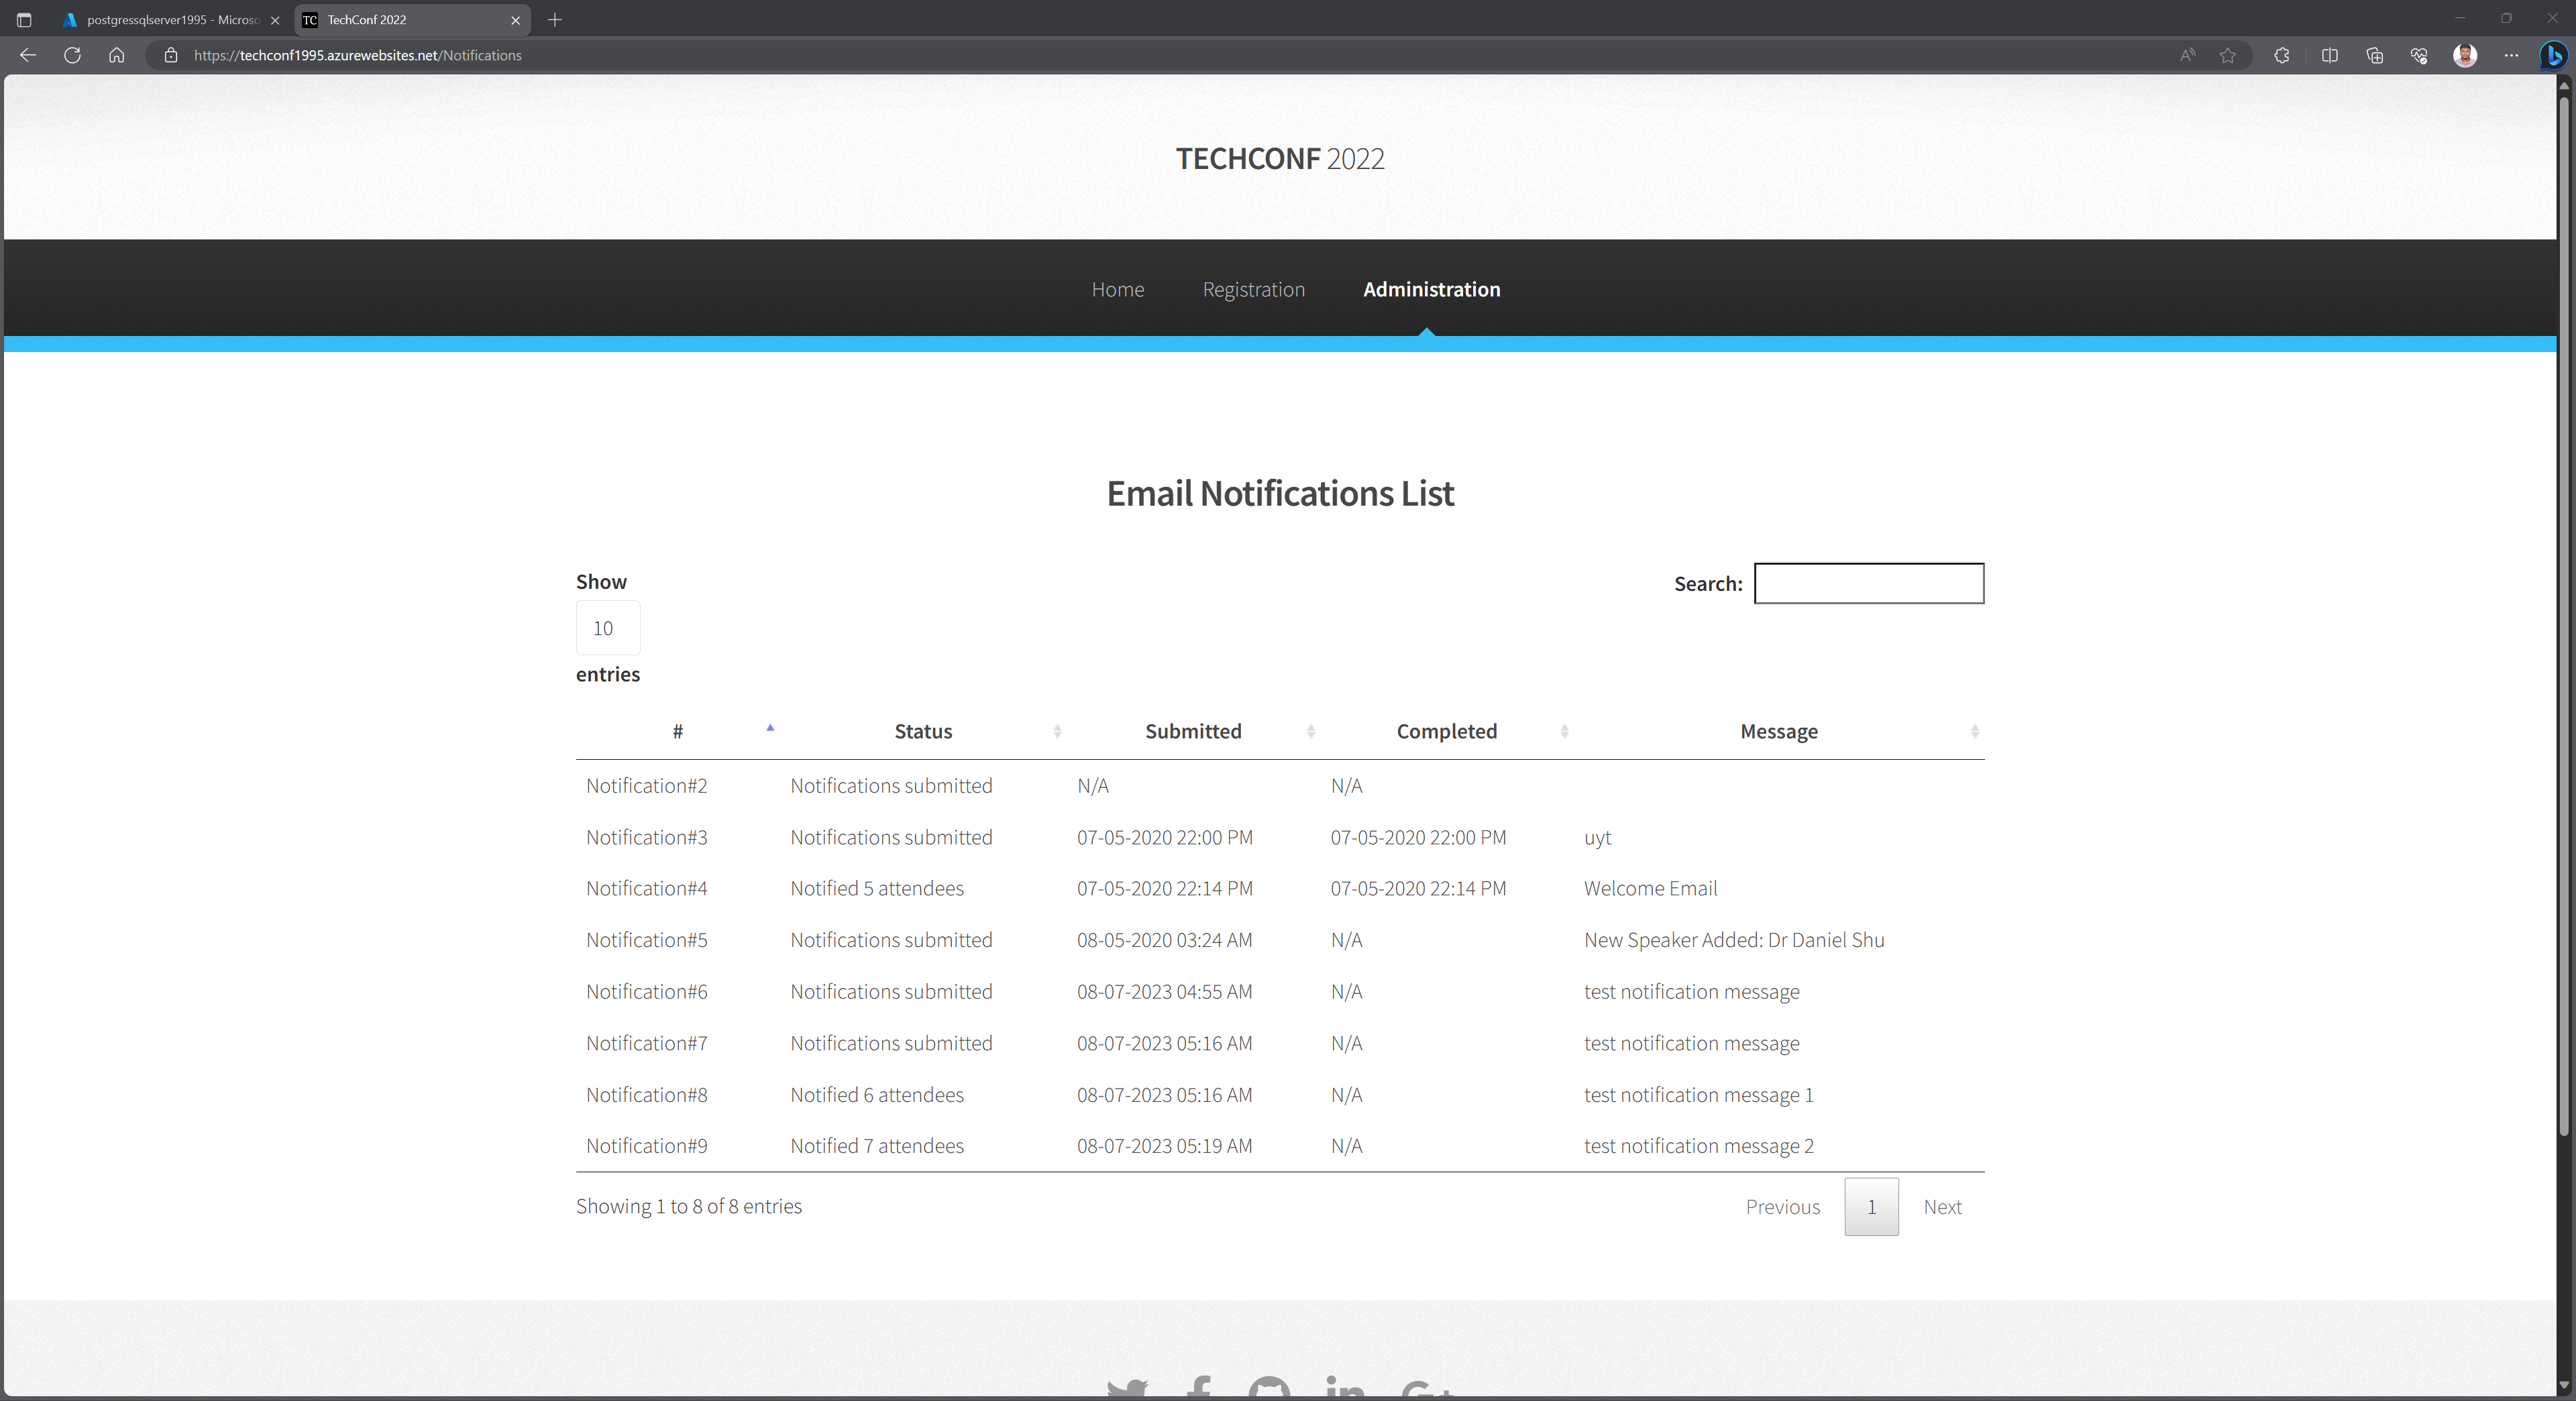 postgressqlserver1995 - Microso
TC TechConf 2022
https://techconf1995.azurewebsites.net/Notifications
TECHCONF 2022
Home Registration Administration
Email Notifications List
Show
10
entries
Search:
# Status Submitted Completed Message
Notification#2 Notifications submitted N/A N/A
Notification#3 Notifications submitted 07-05-2020 22:00 PM 07-05-2020 22:00 PM uyt
Notification#4 Notified 5 attendees 07-05-2020 22:14 PM 07-05-2020 22:14 PM Welcome Email
Notification#5 Notifications submitted 08-05-2020 03:24 AM N/A New Speaker Added: Dr Daniel Shu
Notification#6 Notifications submitted 08-07-2023 04:55 AM N/A test notification message
Notification#7 Notifications submitted 08-07-2023 05:16 AM N/A test notification message
Notification#8 Notified 6 attendees 08-07-2023 05:16 AM N/A test notification message 1
Notification#9 Notified 7 attendees 08-07-2023 05:19 AM N/A test notification message 2
Showing 1 to 8 of 8 entries
Previous 1 Next